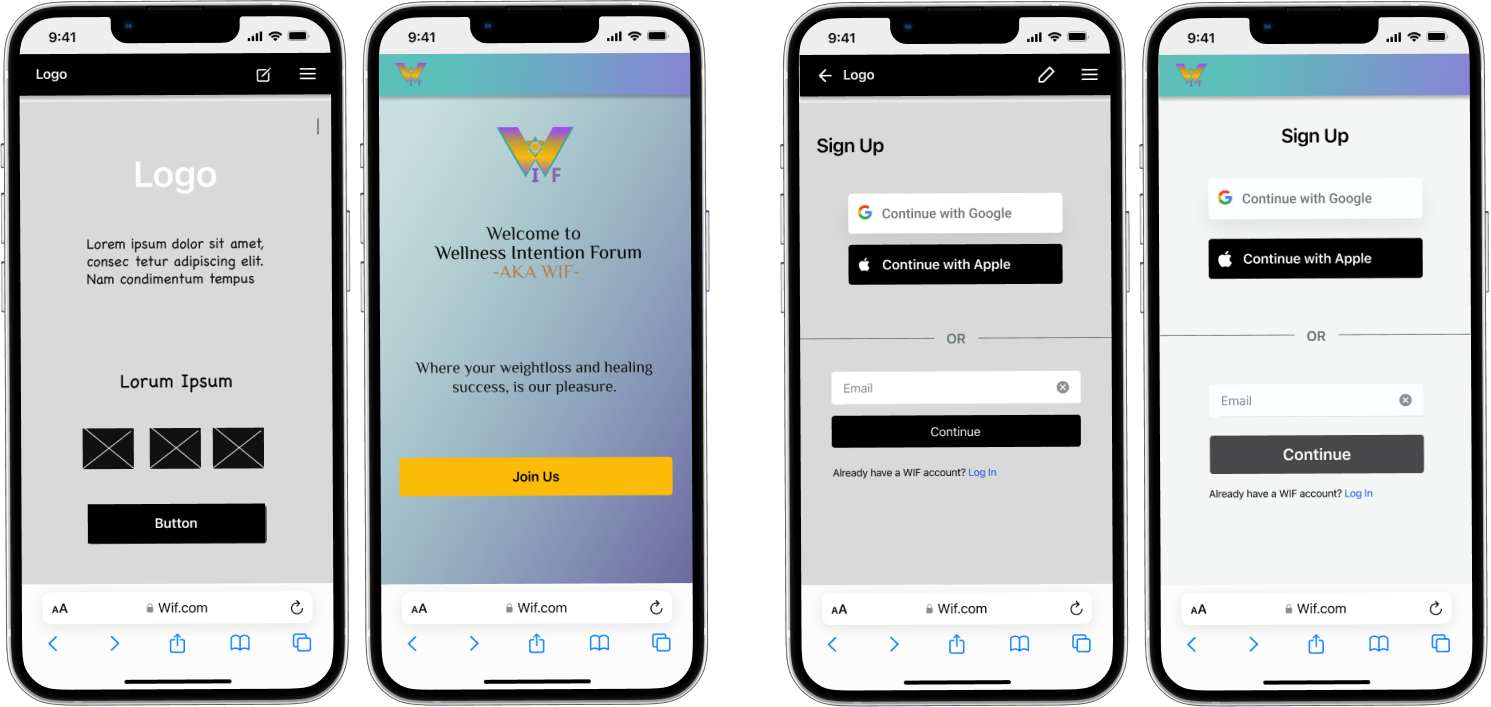 9:41
Logo
Logo
Lorem ipsum dolor sit amet,
consec tetur adipiscing elit.
Nam condimentum tempus
Lorum Ipsum
Button
AA
Wif.com
9:41
WIF
WIF
Welcome to
Wellness Intention Forum
-AKA WIF-
Where your weightloss and healing
success, is our pleasure.
Join Us
AA
Wif.com
9:41
Logo
Sign Up
Continue with Google
Continue with Apple
OR
Email
Continue
Already have a WIF account? Log In
AA
Wif.com
9:41
WIF
Sign Up
Continue with Google
Continue with Apple
OR
Email
Continue
Already have a WIF account? Log In
AA
Wif.com